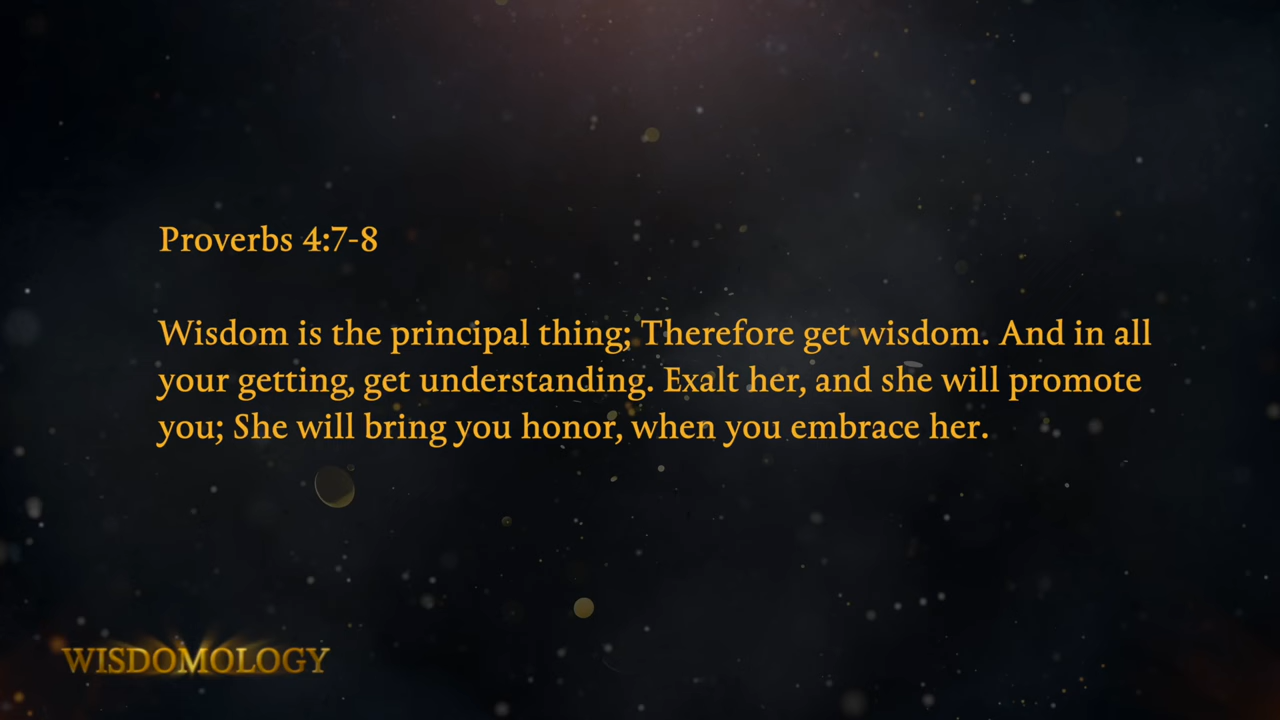 Proverbs 4:7-8
Wisdom is the principal thing; Therefore get wisdom. And in all
your getting, get understanding. Exalt her, and she will promote
you; She will bring you honor, when you embrace her.
WISDOMOLOGY